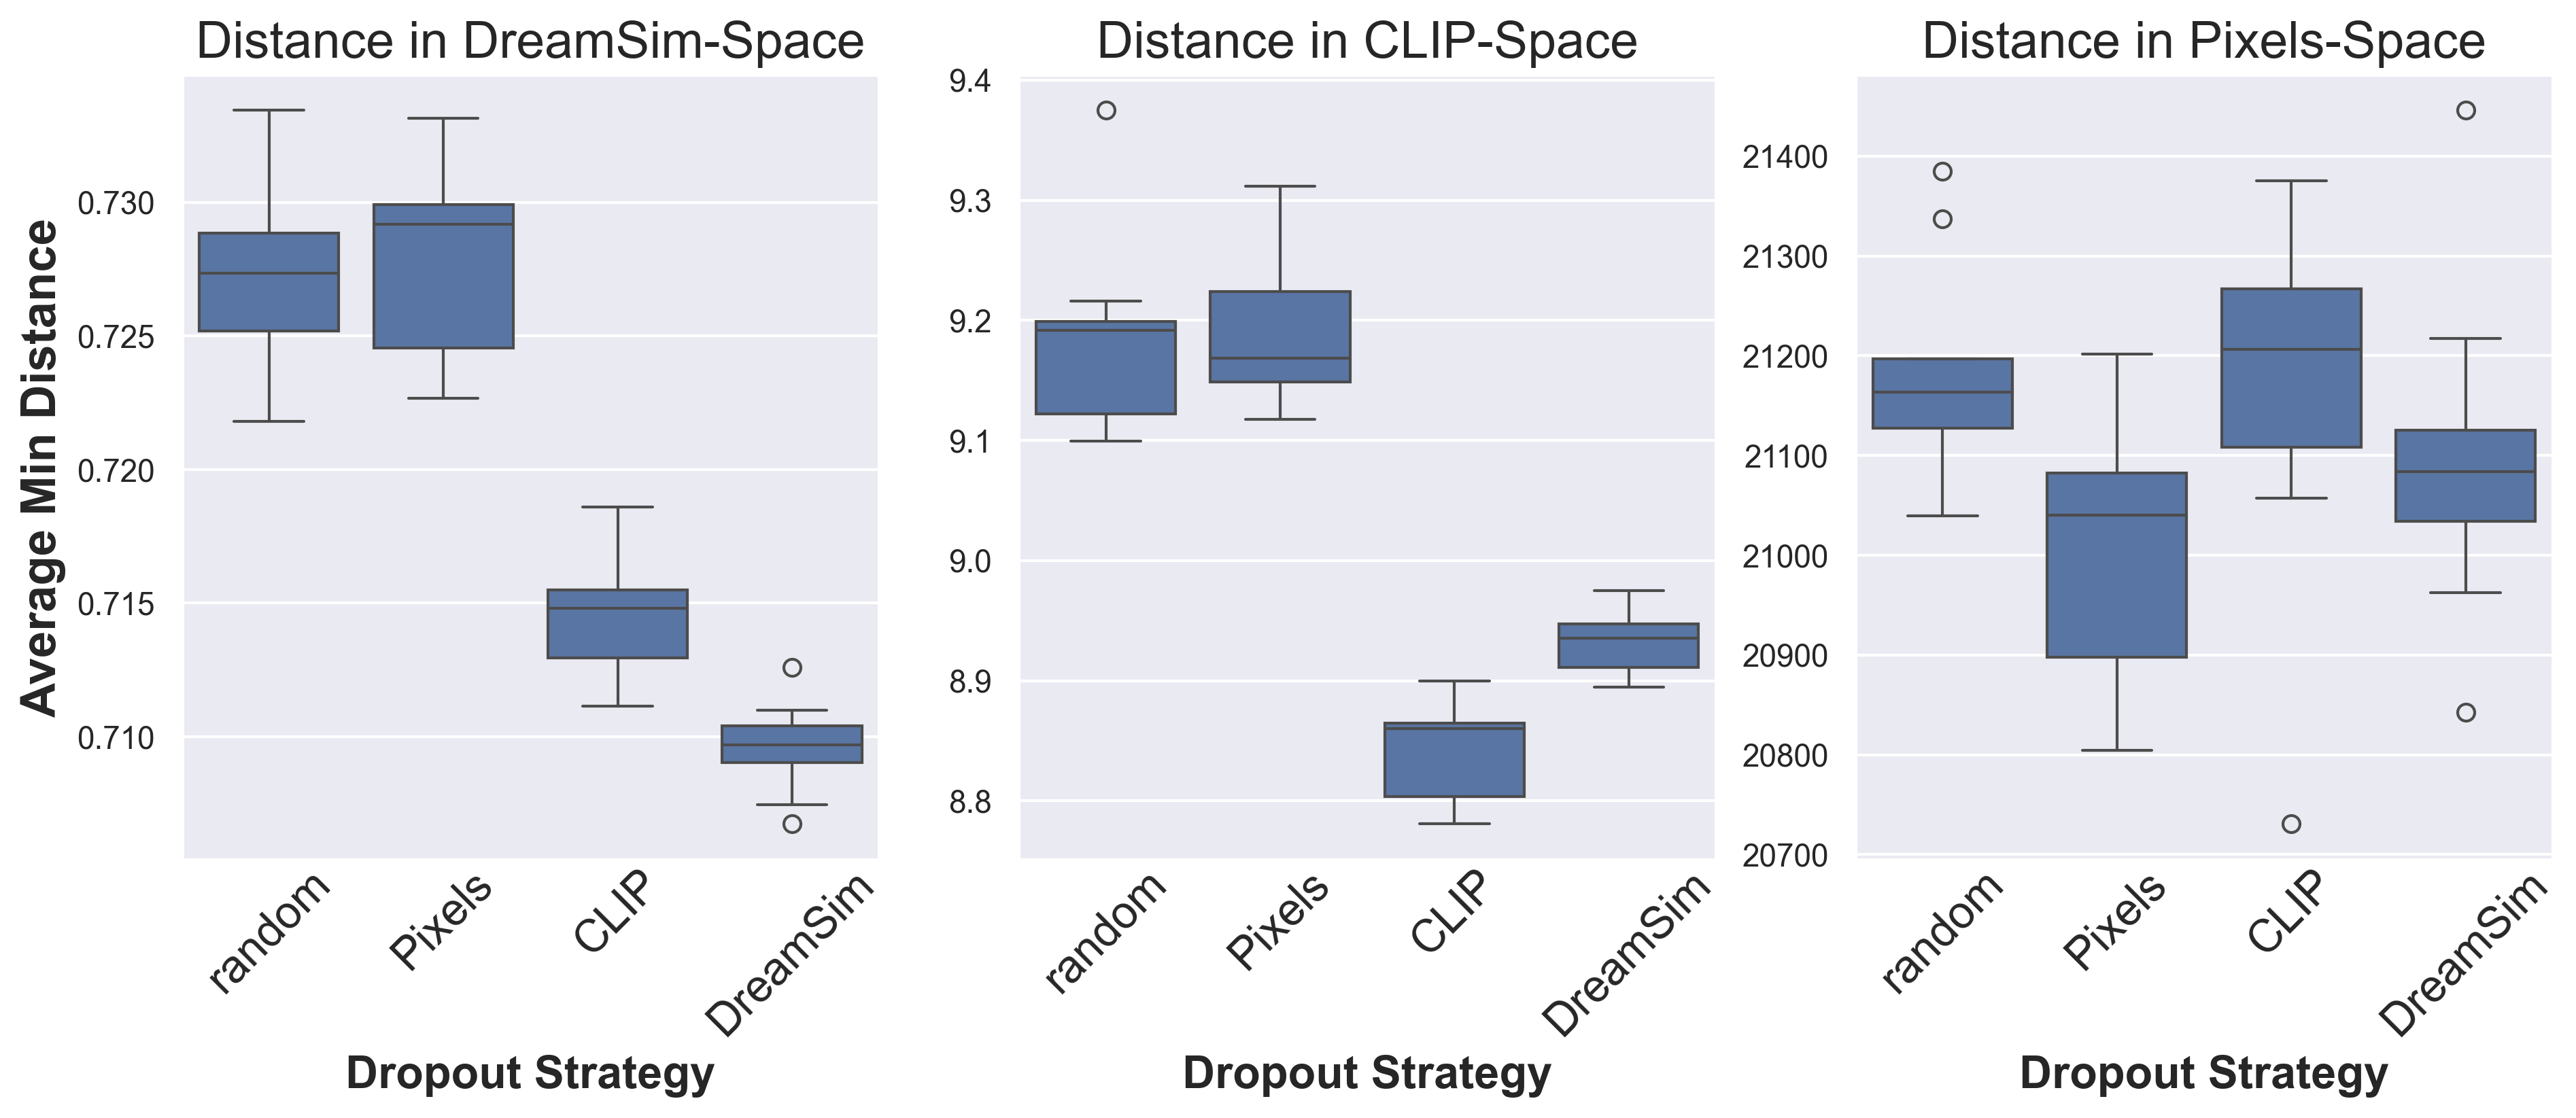 Distance in DreamSim-Space
Average Min Distance
0.730
0.725
0.720
0.715
0.710
random
Pixels
CLIP
DreamSim
Dropout Strategy
Distance in CLIP-Space
9.4
9.3
9.2
9.1
9.0
8.9
8.8
random
Pixels
CLIP
DreamSim
Dropout Strategy
Distance in Pixels-Space
21400
21300
21200
21100
21000
20900
20800
20700
random
Pixels
CLIP
DreamSim
Dropout Strategy